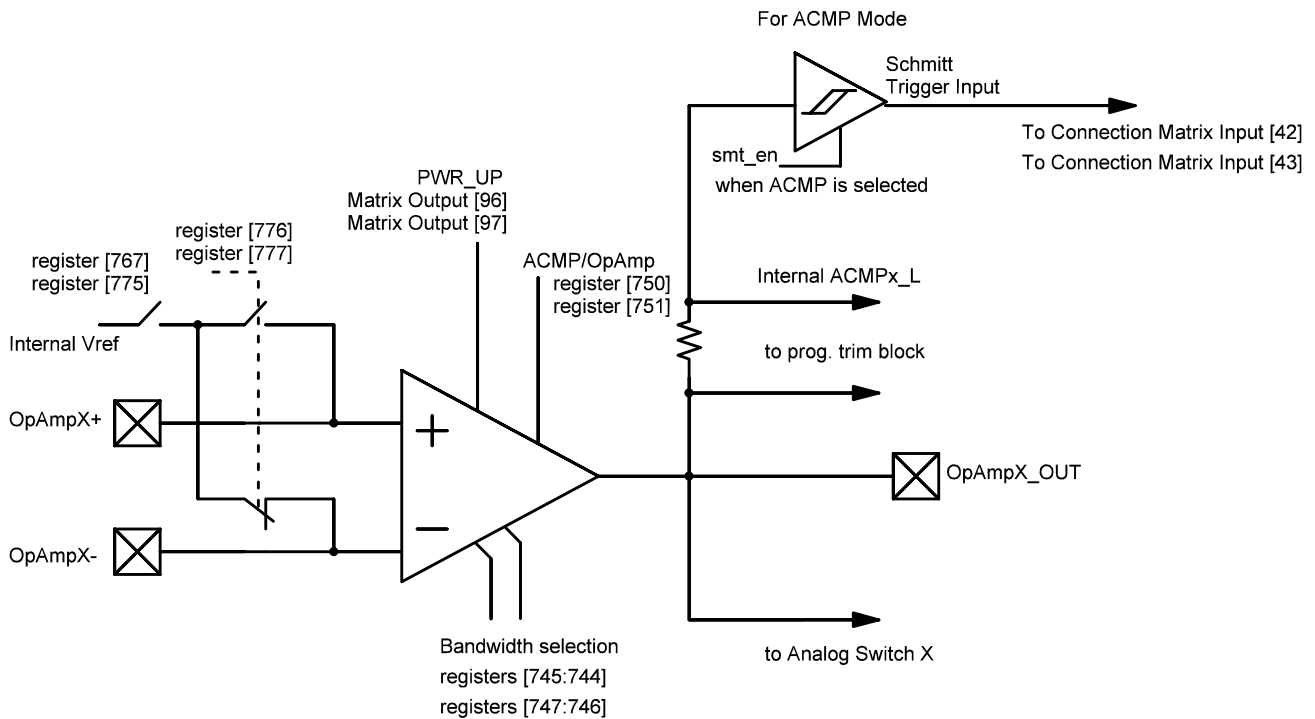 For ACMP Mode
Schmitt
Trigger Input
To Connection Matrix Input [42]
To Connection Matrix Input [43]
smt_en
when ACMP is selected
PWR_UP
Matrix Output [96]
Matrix Output [97]
register [776]
register [777]
register [767]
register [775]
ACMP/OpAmp
register [750]
register [751]
Internal ACMPx_L
Internal Vref
to prog. trim block
OpAmpX+
+
OpAmpX_OUT
−
OpAmpX-
Bandwidth selection
registers [745:744]
registers [747:746]
to Analog Switch X